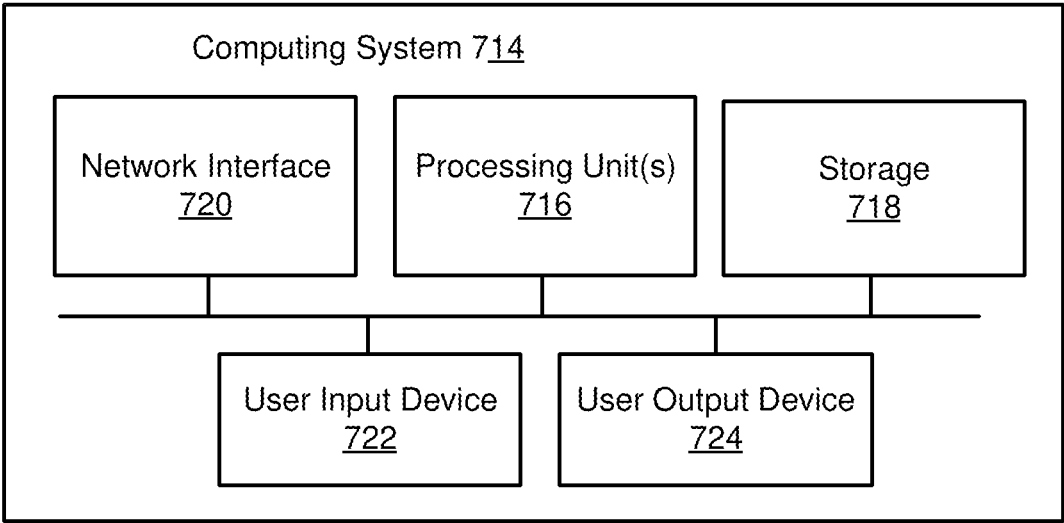 Computing System 714
Network Interface
720
Processing Unit(s)
716
Storage
718
User Input Device
722
User Output Device
724